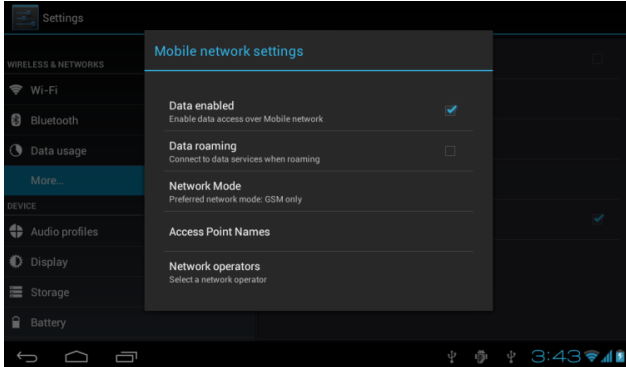 Settings
WIRELESS & NETWORKS
Wi-Fi
Bluetooth
Data usage
More...
DEVICE
Audio profiles
Display
Storage
Battery
Mobile network settings
Data enabled
Enable data access over Mobile network
Data roaming
Connect to data services when roaming
Network Mode
Preferred network mode: GSM only
Access Point Names
Network operators
Select a network operator
3:43